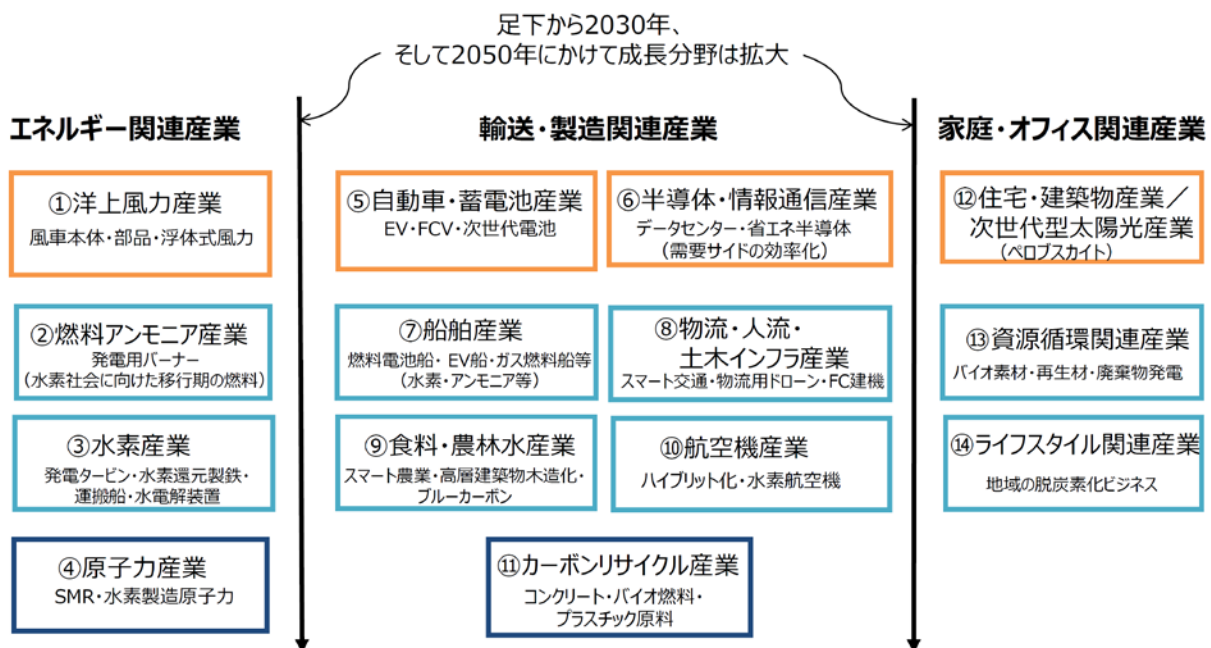 足下から2030年、
そして2050年にかけて成長分野は拡大
エネルギー関連産業
①洋上風力産業
風車本体・部品・浮体式風力
②燃料アンモニア産業
発電用バーナー
(水素社会に向けた移行期の燃料)
③水素産業
発電タービン・水素還元製鉄・
運搬船・水電解装置
④原子力産業
SMR・水素製造原子力
輸送・製造関連産業
⑤自動車・蓄電池産業
EV・FCV・次世代電池
⑥半導体・情報通信産業
データセンター・省エネ半導体
(需要サイドの効率化)
⑦船舶産業
燃料電池船・EV船・ガス燃料船等
(水素・アンモニア等)
⑧物流・人流・
土木インフラ産業
スマート交通・物流用ドローン・FC建機
⑨食料・農林水産業
スマート農業・高層建築物木造化・
ブルーカーボン
⑩航空機産業
ハイブリット化・水素航空機
⑪カーボンリサイクル産業
コンクリート・バイオ燃料・
プラスチック原料
家庭・オフィス関連産業
⑫住宅・建築物産業／
次世代型太陽光産業
(ペロブスカイト)
⑬資源循環関連産業
バイオ素材・再生材・廃棄物発電
⑭ライフスタイル関連産業
地域の脱炭素化ビジネス